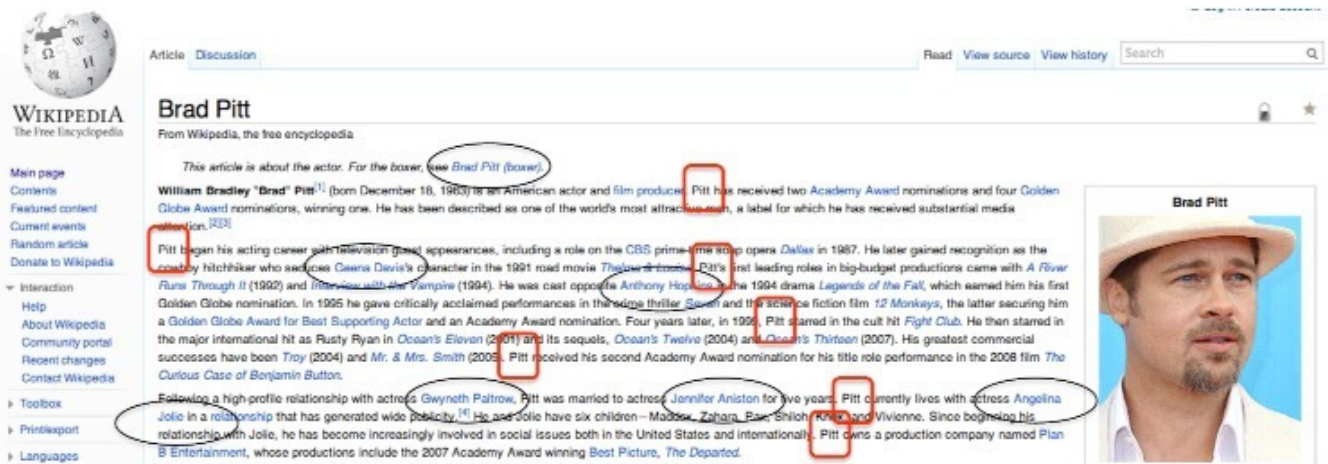 Article Discussion Read View source View history Search
WIKIPEDIA
The Free Encyclopedia
Main page
Contents
Featured content
Current events
Random article
Donate to Wikipedia
Interaction
Help
About Wikipedia
Community portal
Recent changes
Contact Wikipedia
Toolbox
Print/export
Languages
Brad Pitt
From Wikipedia, the free encyclopedia
This article is about the actor. For the boxer, see Brad Pitt (boxer).
William Bradley "Brad" Pitt[1] (born December 18, 1963) is an American actor and film producer. Pitt has received two Academy Award nominations and four Golden
Globe Award nominations, winning one. He has been described as one of the world's most attractive men, a label for which he has received substantial media
attention.[2][3]
Pitt began his acting career with television guest appearances, including a role on the CBS prime-time soap opera Dallas in 1987. He later gained recognition as the
cowboy hitchhiker who seduces Geena Davis's character in the 1991 road movie Thelma & Louise. Pitt's first leading roles in big-budget productions came with A River
Runs Through It (1992) and Interview with the Vampire (1994). He was cast opposite Anthony Hopkins in the 1994 drama Legends of the Fall, which earned him his first
Golden Globe nomination. In 1995 he gave critically acclaimed performances in the crime thriller Seven and the science fiction film 12 Monkeys, the latter securing him
a Golden Globe Award for Best Supporting Actor and an Academy Award nomination. Four years later, in 1999, Pitt starred in the cult hit Fight Club. He then starred in
the major international hit as Rusty Ryan in Ocean's Eleven (2001) and its sequels, Ocean's Twelve (2004) and Ocean's Thirteen (2007). His greatest commercial
successes have been Troy (2004) and Mr. & Mrs. Smith (2005). Pitt received his second Academy Award nomination for his title role performance in the 2008 film The
Curious Case of Benjamin Button.
Following a high-profile relationship with actress Gwyneth Paltrow, Pitt was married to actress Jennifer Aniston for five years. Pitt currently lives with actress Angelina
Jolie in a relationship that has generated wide publicity.[4] He and Jolie have six children—Maddox, Zahara, Pax, Shiloh, Knox, and Vivienne. Since beginning his
relationship with Jolie, he has become increasingly involved in social issues both in the United States and internationally. Pitt owns a production company named Plan
B Entertainment, whose productions include the 2007 Academy Award winning Best Picture, The Departed.
Brad Pitt